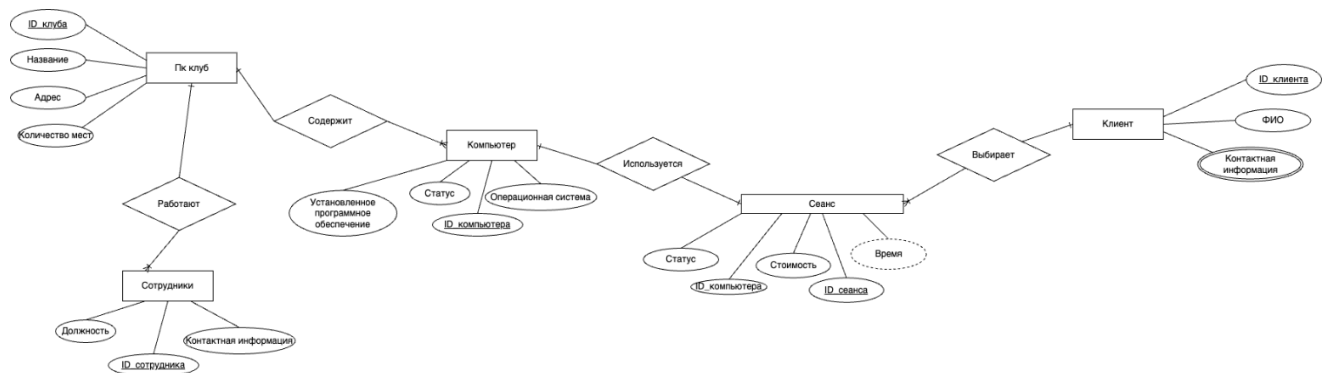 ID_клуба
Название
Адрес
Количество мест
Пк клуб
Содержит
Работают
Сотрудники
Должность
ID_сотрудника
Контактная информация
Компьютер
Установленное
программное
обеспечение
Статус
ID_компьютера
Операционная система
Используется
Сеанс
Статус
ID_компьютера
Стоимость
ID_сеанса
Время
Выбирает
Клиент
ID_клиента
ФИО
Контактная
информация